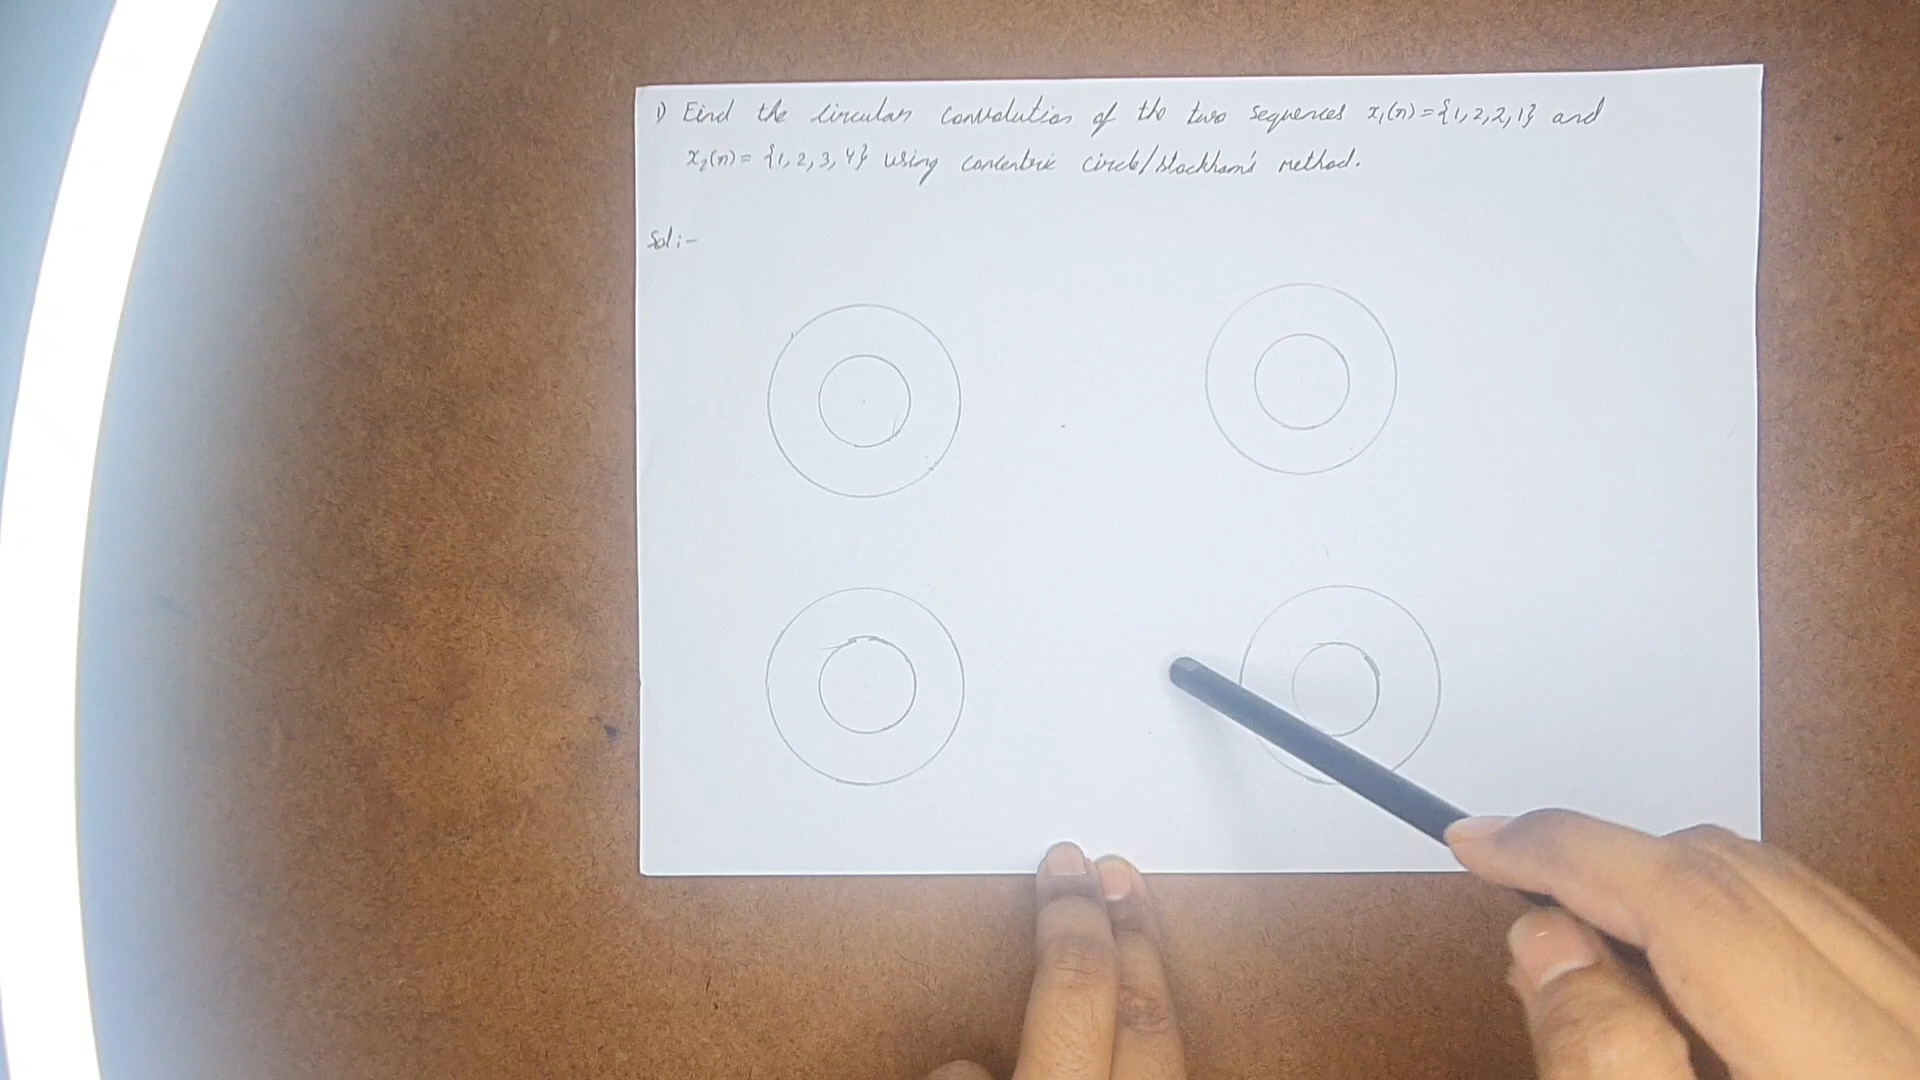 1) Find the circular convolution of the two sequences x₁(n)={1,2,2,1} and
x₂(n)= {1, 2, 3, 4} using concentric circle/stockham's method.
Sol:-